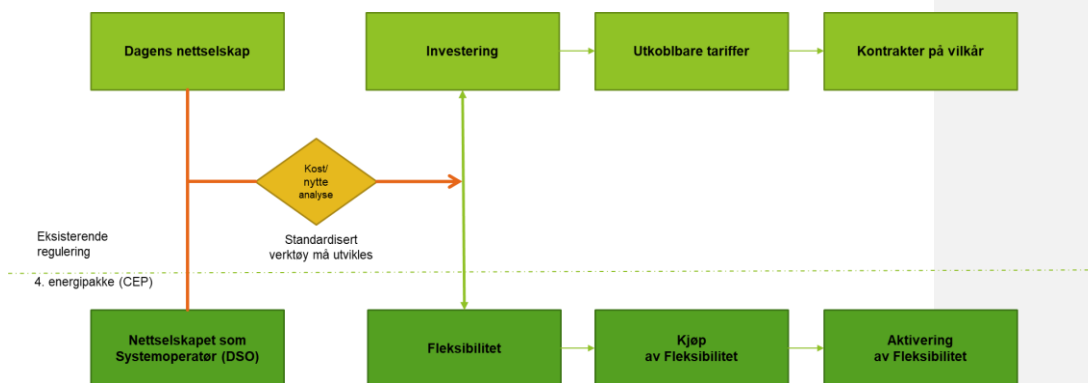 Dagens nettselskap
Investering
Utkoblbare tariffer
Kontrakter på vilkår
Kost/
nytte
analyse
Standardisert
verktøy må utvikles
Eksisterende
regulering
4. energipakke (CEP)
Nettselskapet som
Systemoperatør (DSO)
Fleksibilitet
Kjøp
av Fleksibilitet
Aktivering
av Fleksibilitet